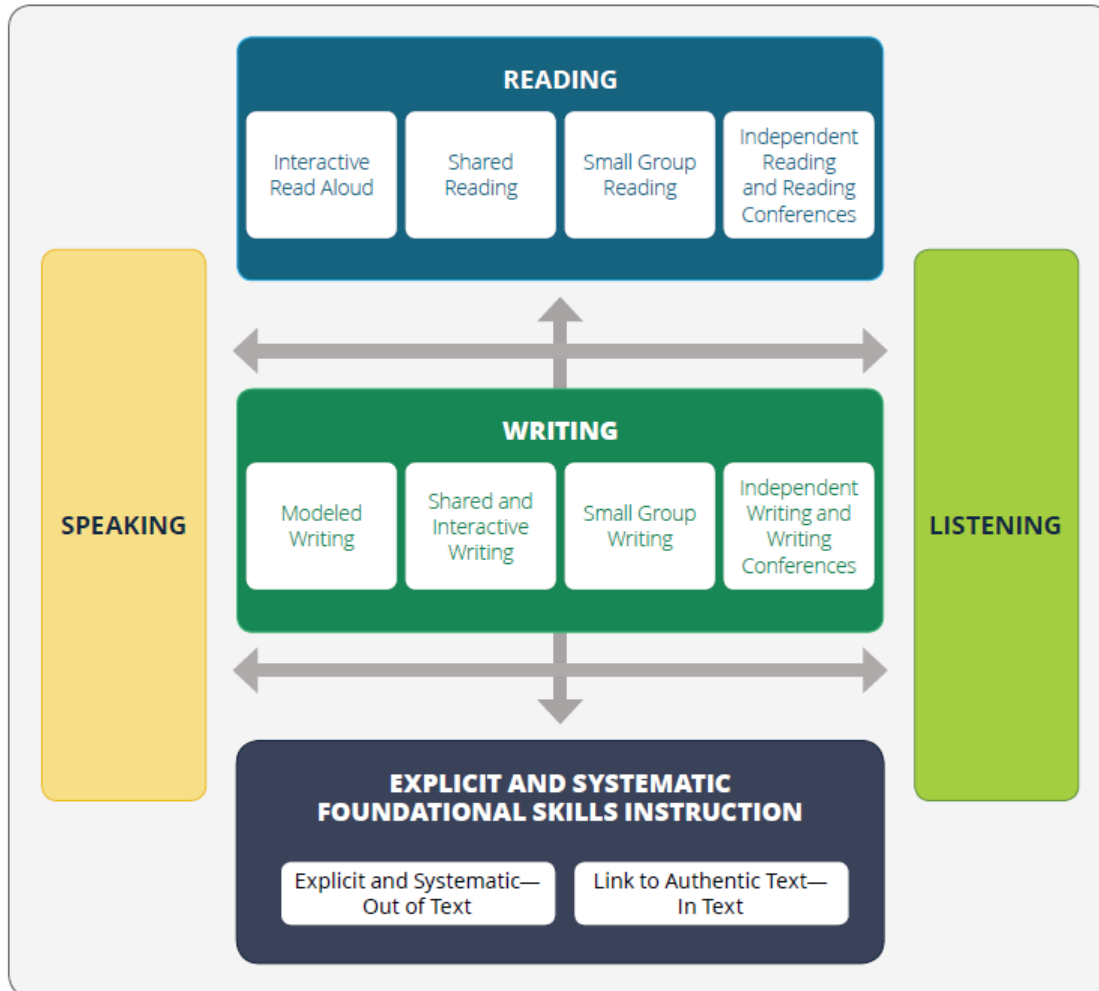 READING
Interactive
Read Aloud
Shared
Reading
Small Group
Reading
Independent
Reading
and Reading
Conferences
SPEAKING
WRITING
Modeled
Writing
Shared and
Interactive
Writing
Small Group
Writing
Independent
Writing and
Writing
Conferences
LISTENING
EXPLICIT AND SYSTEMATIC
FOUNDATIONAL SKILLS INSTRUCTION
Explicit and Systematic—
Out of Text
Link to Authentic Text—
In Text